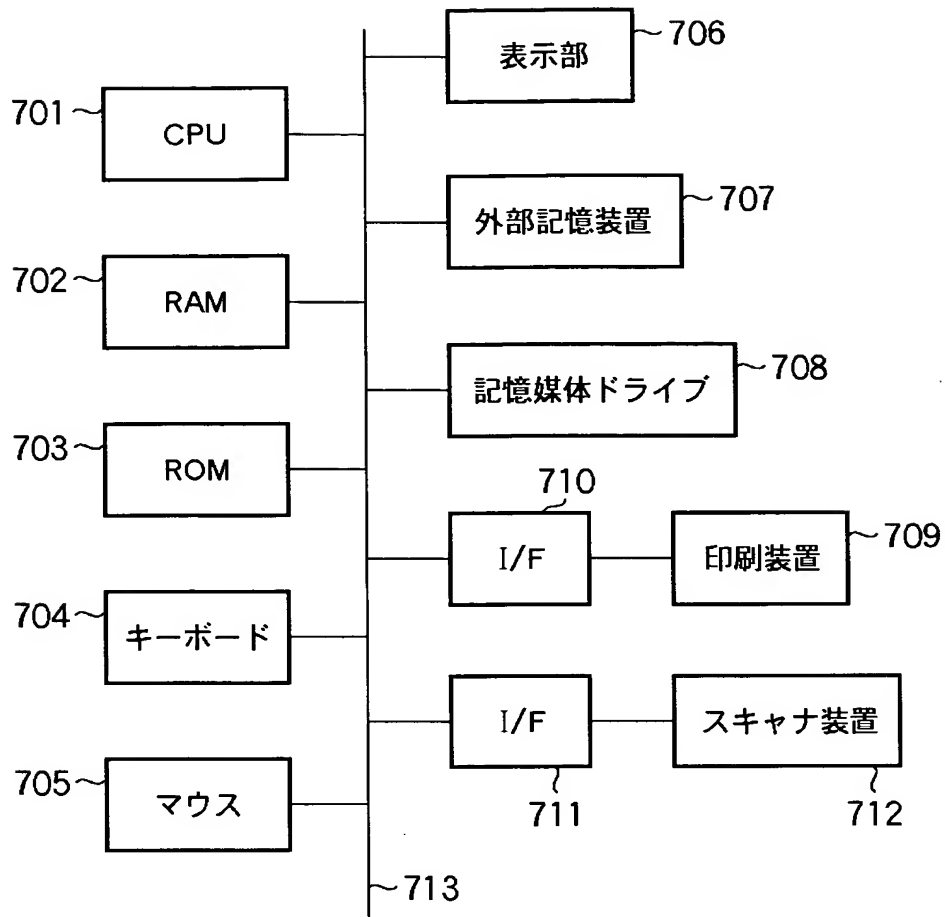 706
表示部
701
CPU
707
外部記憶装置
702
RAM
708
記憶媒体ドライブ
703
ROM
710
I/F
709
印刷装置
704
キーボード
I/F
スキャナ装置
705
マウス
711
712
713